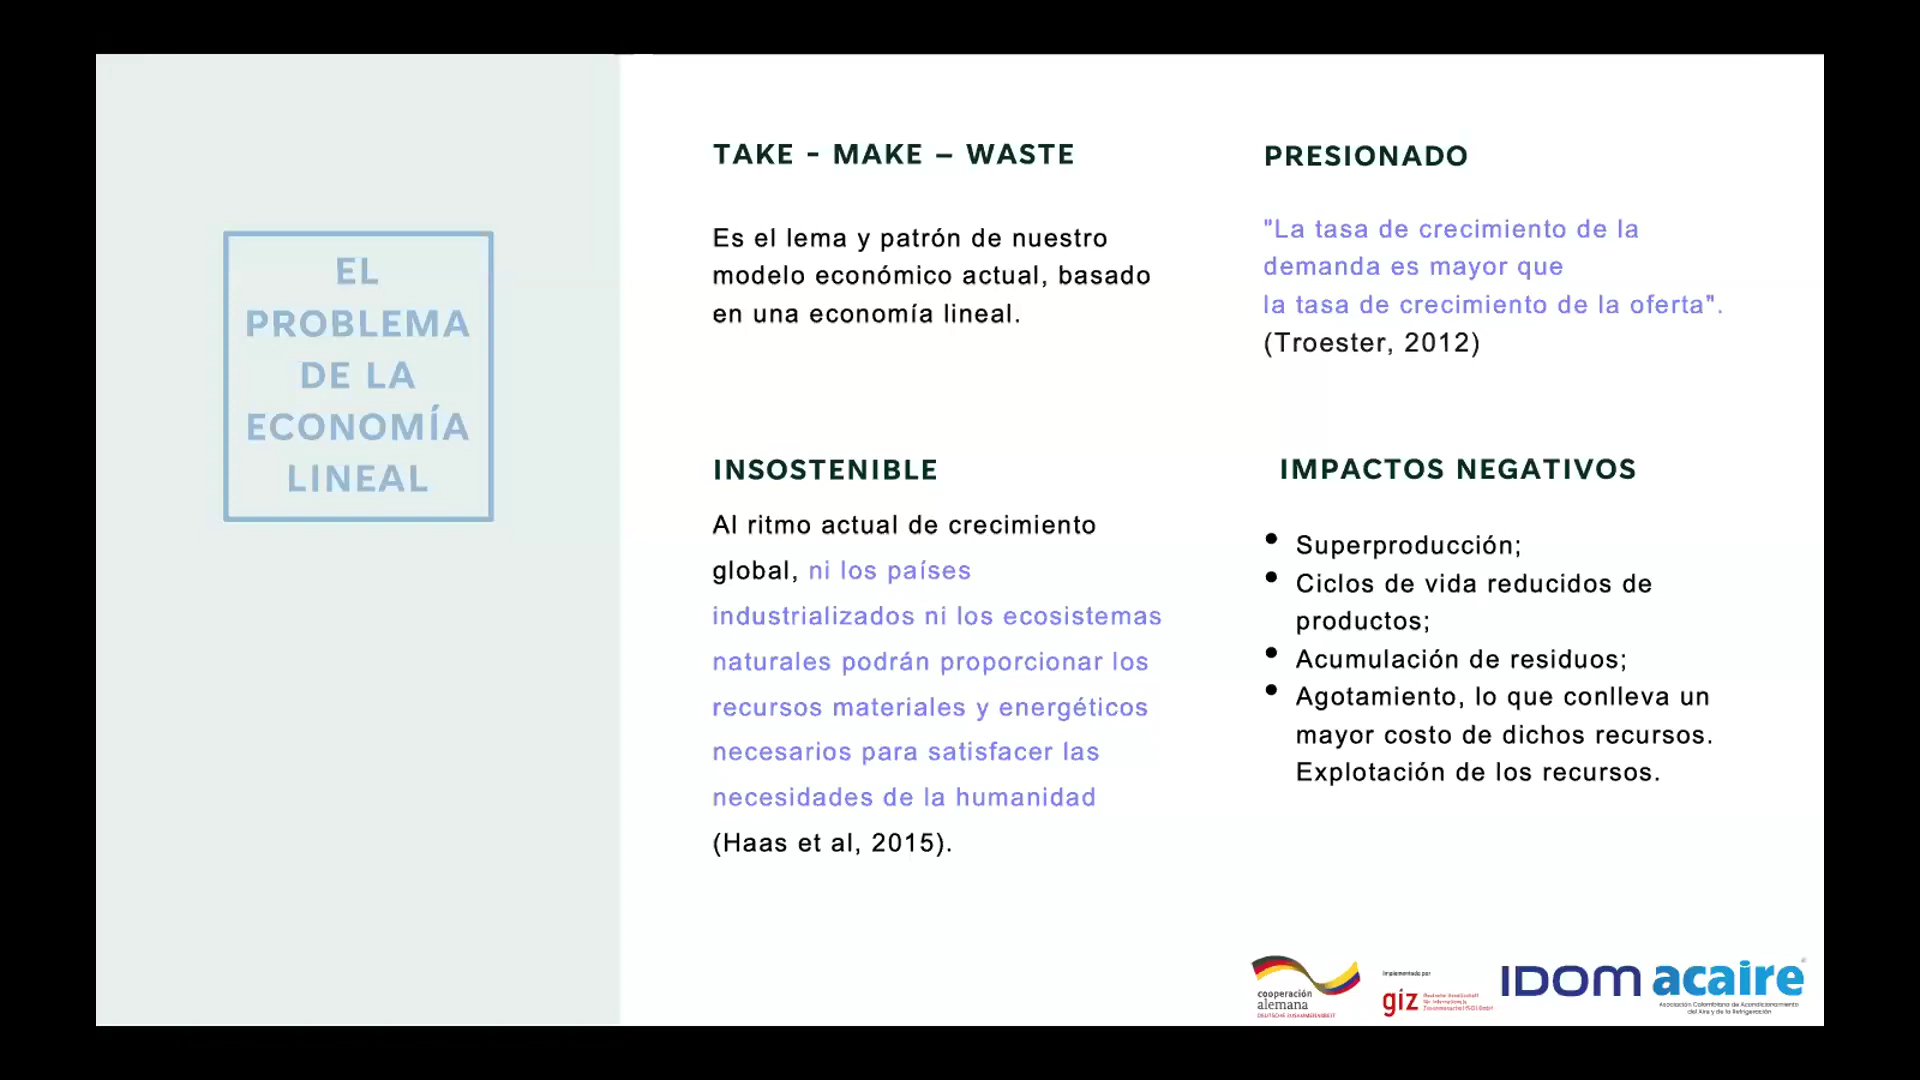 EL
PROBLEMA
DE LA
ECONOMÍA
LINEAL
TAKE - MAKE – WASTE
Es el lema y patrón de nuestro
modelo económico actual, basado
en una economía lineal.
PRESIONADO
"La tasa de crecimiento de la
demanda es mayor que
la tasa de crecimiento de la oferta".
(Troester, 2012)
INSOSTENIBLE
Al ritmo actual de crecimiento
global, ni los países
industrializados ni los ecosistemas
naturales podrán proporcionar los
recursos materiales y energéticos
necesarios para satisfacer las
necesidades de la humanidad
(Haas et al, 2015).
IMPACTOS NEGATIVOS
• Superproducción;
• Ciclos de vida reducidos de
productos;
• Acumulación de residuos;
• Agotamiento, lo que conlleva un
mayor costo de dichos recursos.
Explotación de los recursos.
cooperación
alemana
DEUTSCHE ZUSAMMENARBEIT
Implementada por
giz
Deutsche Gesellschaft
für Internationale
Zusammenarbeit (GIZ) GmbH
IDOM
acaire
Asociación Colombiana de Acondicionamiento
del Aire y de la Refrigeración